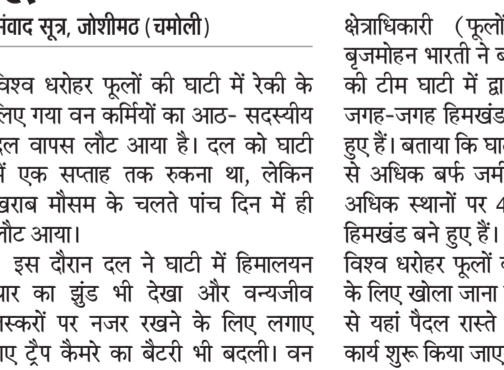 संवाद सूत्र, जोशीमठ (चमोली)
विश्व धरोहर फूलों की घाटी में रेकी के
लिए गया वन कर्मियों का आठ- सदस्यीय
दल वापस लौट आया है। दल को घाटी
में एक सप्ताह तक रुकना था, लेकिन
खराब मौसम के चलते पांच दिन में ही
लौट आया।
इस दौरान दल ने घाटी में हिमालयन
थार का झुंड भी देखा और वन्यजीव
तस्करों पर नजर रखने के लिए लगाए
गए ट्रैप कैमरे का बैटरी भी बदली। वन
क्षेत्राधिकारी (फूलों
बृजमोहन भारती ने
की टीम घाटी में
जगह-जगह हिमखंड
हुए हैं। बताया कि
से अधिक बर्फ
अधिक स्थानों पर 4
हिमखंड बने हुए हैं।
विश्व धरोहर फूलों
के लिए खोला जाना
से यहां पैदल रास्ते
कार्य शुरू किया